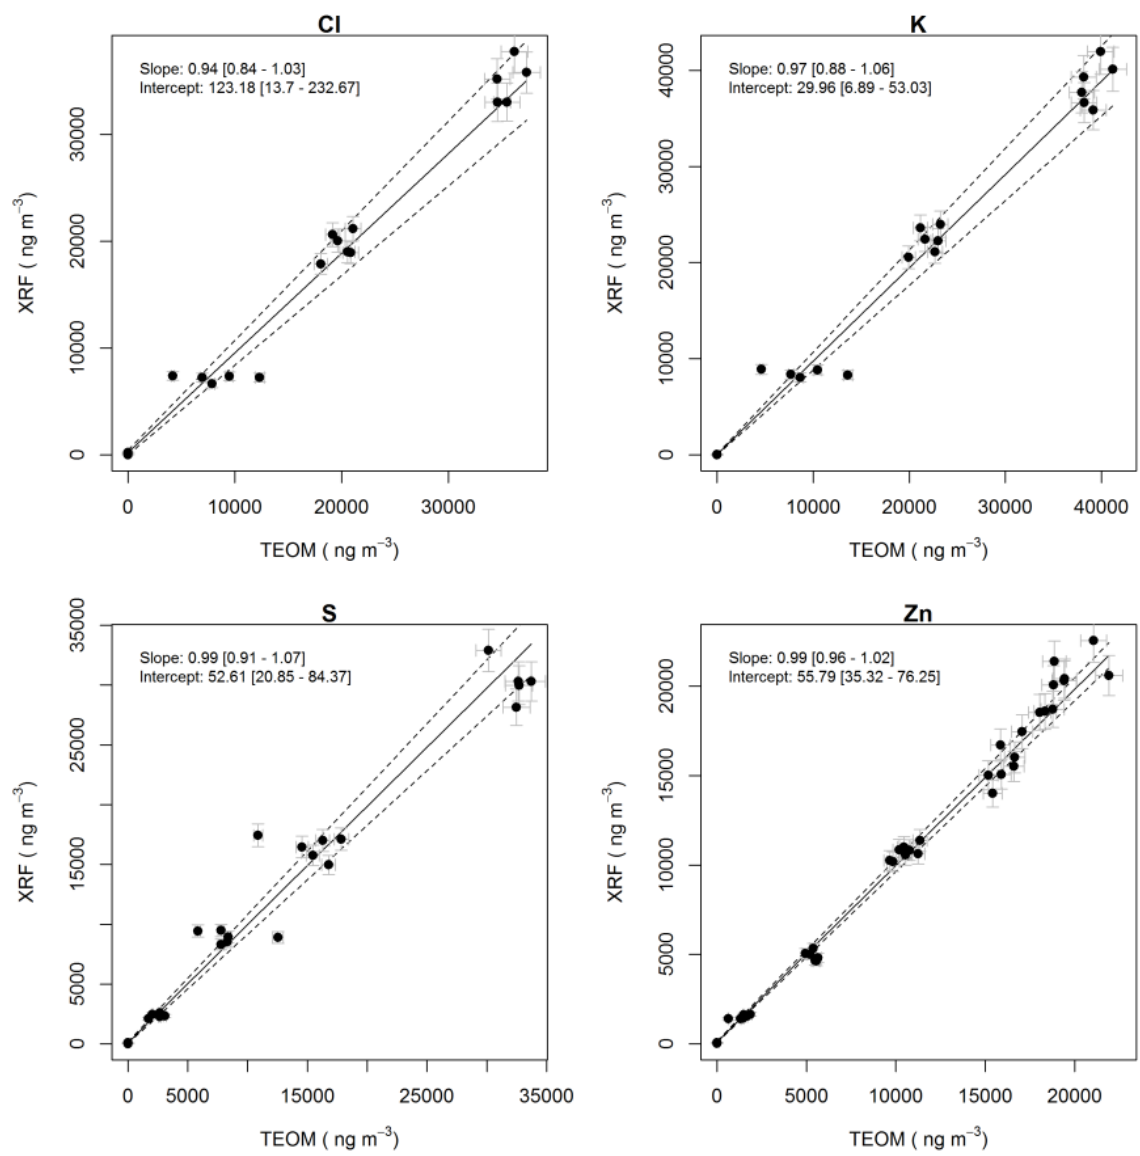 Cl
Slope: 0.94 [0.84 - 1.03]
Intercept: 123.18 [13.7 - 232.67]
XRF ( ng m⁻³)
30000
20000
10000
0
0 10000 20000 30000
TEOM ( ng m⁻³)
K
Slope: 0.97 [0.88 - 1.06]
Intercept: 29.96 [6.89 - 53.03]
XRF ( ng m⁻³)
40000
30000
20000
10000
0
0 10000 20000 30000 40000
TEOM ( ng m⁻³)
S
Slope: 0.99 [0.91 - 1.07]
Intercept: 52.61 [20.85 - 84.37]
XRF ( ng m⁻³)
35000
25000
15000
5000
0
0 5000 15000 25000 35000
TEOM ( ng m⁻³)
Zn
Slope: 0.99 [0.96 - 1.02]
Intercept: 55.79 [35.32 - 76.25]
XRF ( ng m⁻³)
20000
15000
10000
5000
0
0 5000 10000 15000 20000
TEOM ( ng m⁻³)